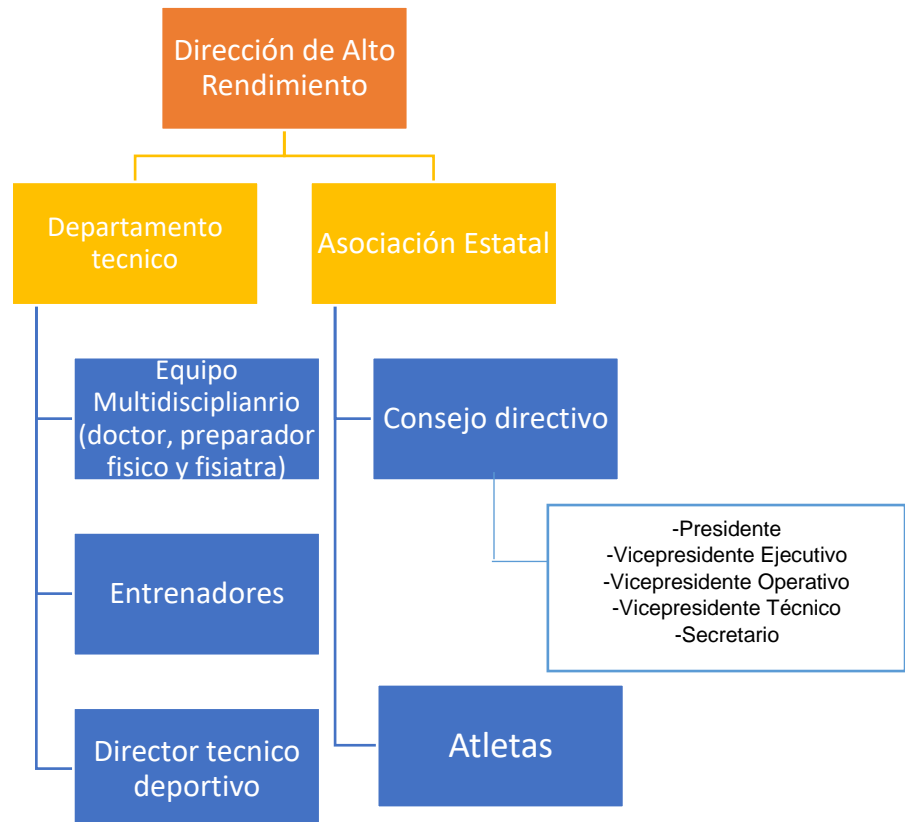 Dirección de Alto
Rendimiento
Departamento
tecnico
Asociación Estatal
Equipo
Multidisciplianrio
(doctor, preparador
fisico y fisiatra)
Consejo directivo
-Presidente
-Vicepresidente Ejecutivo
-Vicepresidente Operativo
-Vicepresidente Técnico
-Secretario
Entrenadores
Director tecnico
deportivo
Atletas